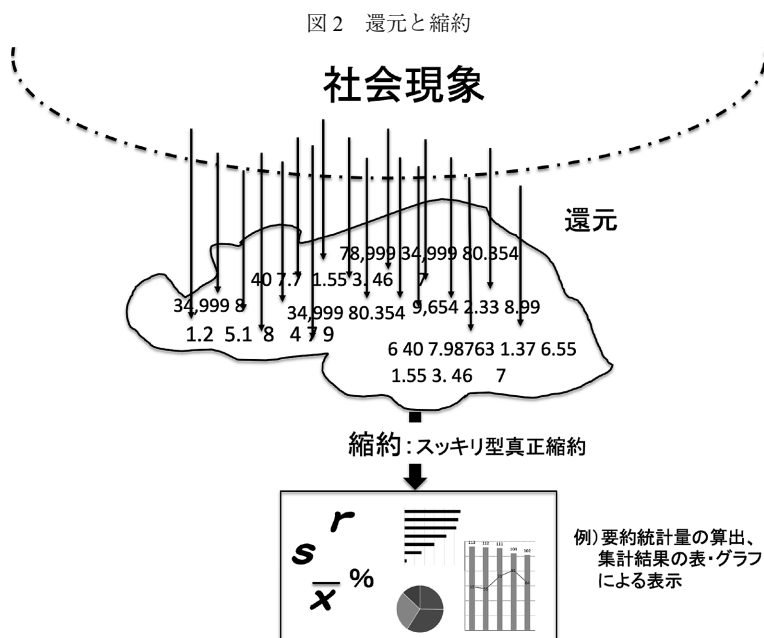 図２　還元と縮約
社会現象
還元
78,999 34,999 80.354
40 7.7 1.55 3. 46 7
34,999 8
34,999 80.354
9,654 2.33 8.99
1.2 5.1 8 4 7 9
6 40 7.98763 1.37 6.55
1.55 3. 46 7
縮約：スッキリ型真正縮約
r
s
x %
113 112 111 104 102
例）要約統計量の算出、
集計結果の表・グラフ
による表示